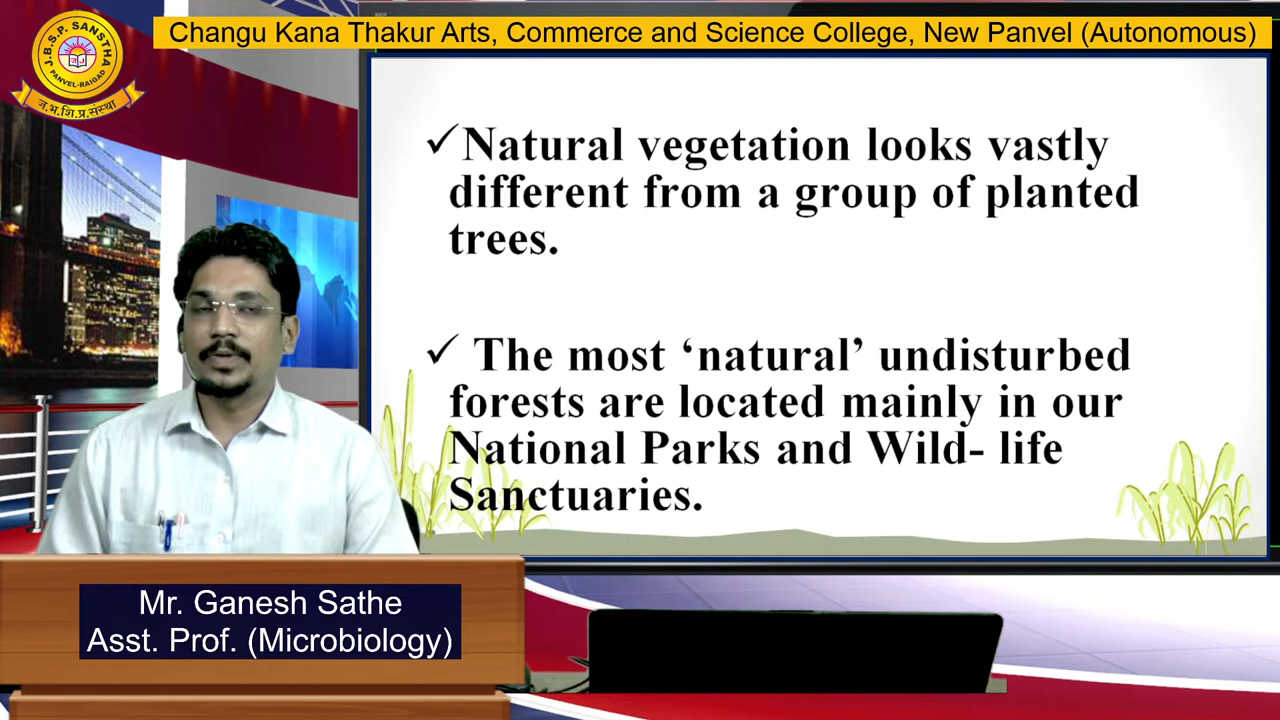 J.B.S.P. SANSTHA
PANVEL-RAIGAD
ज.भ.शि.प्र.संस्था
Changu Kana Thakur Arts, Commerce and Science College, New Panvel (Autonomous)
✓Natural vegetation looks vastly
different from a group of planted
trees.
✓ The most ‘natural’ undisturbed
forests are located mainly in our
National Parks and Wild- life
Sanctuaries.
Mr. Ganesh Sathe
Asst. Prof. (Microbiology)